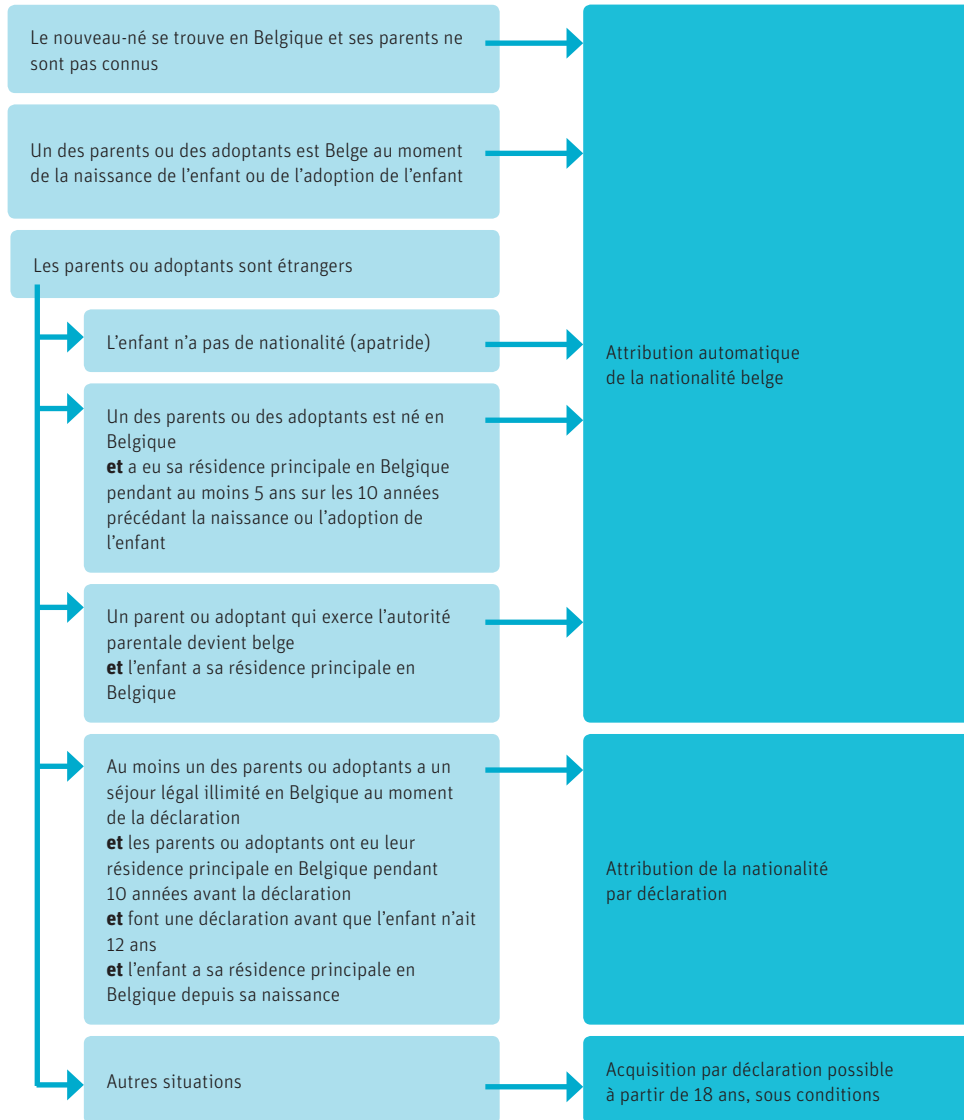 Le nouveau-né se trouve en Belgique et ses parents ne
sont pas connus
Un des parents ou des adoptants est Belge au moment
de la naissance de l’enfant ou de l’adoption de l’enfant
Les parents ou adoptants sont étrangers
L’enfant n’a pas de nationalité (apatride)
Attribution automatique
de la nationalité belge
Un des parents ou des adoptants est né en
Belgique
et a eu sa résidence principale en Belgique
pendant au moins 5 ans sur les 10 années
précédant la naissance ou l’adoption de
l’enfant
Un parent ou adoptant qui exerce l’autorité
parentale devient belge
et l’enfant a sa résidence principale en
Belgique
Au moins un des parents ou adoptants a un
séjour légal illimité en Belgique au moment
de la déclaration
et les parents ou adoptants ont eu leur
résidence principale en Belgique pendant
10 années avant la déclaration
et font une déclaration avant que l’enfant n’ait
12 ans
et l’enfant a sa résidence principale en
Belgique depuis sa naissance
Attribution de la nationalité
par déclaration
Autres situations
Acquisition par déclaration possible
à partir de 18 ans, sous conditions